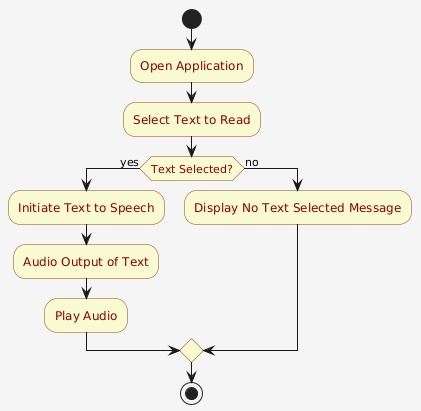 Open Application
Select Text to Read
yes
Text Selected?
no
Initiate Text to Speech
Display No Text Selected Message
Audio Output of Text
Play Audio